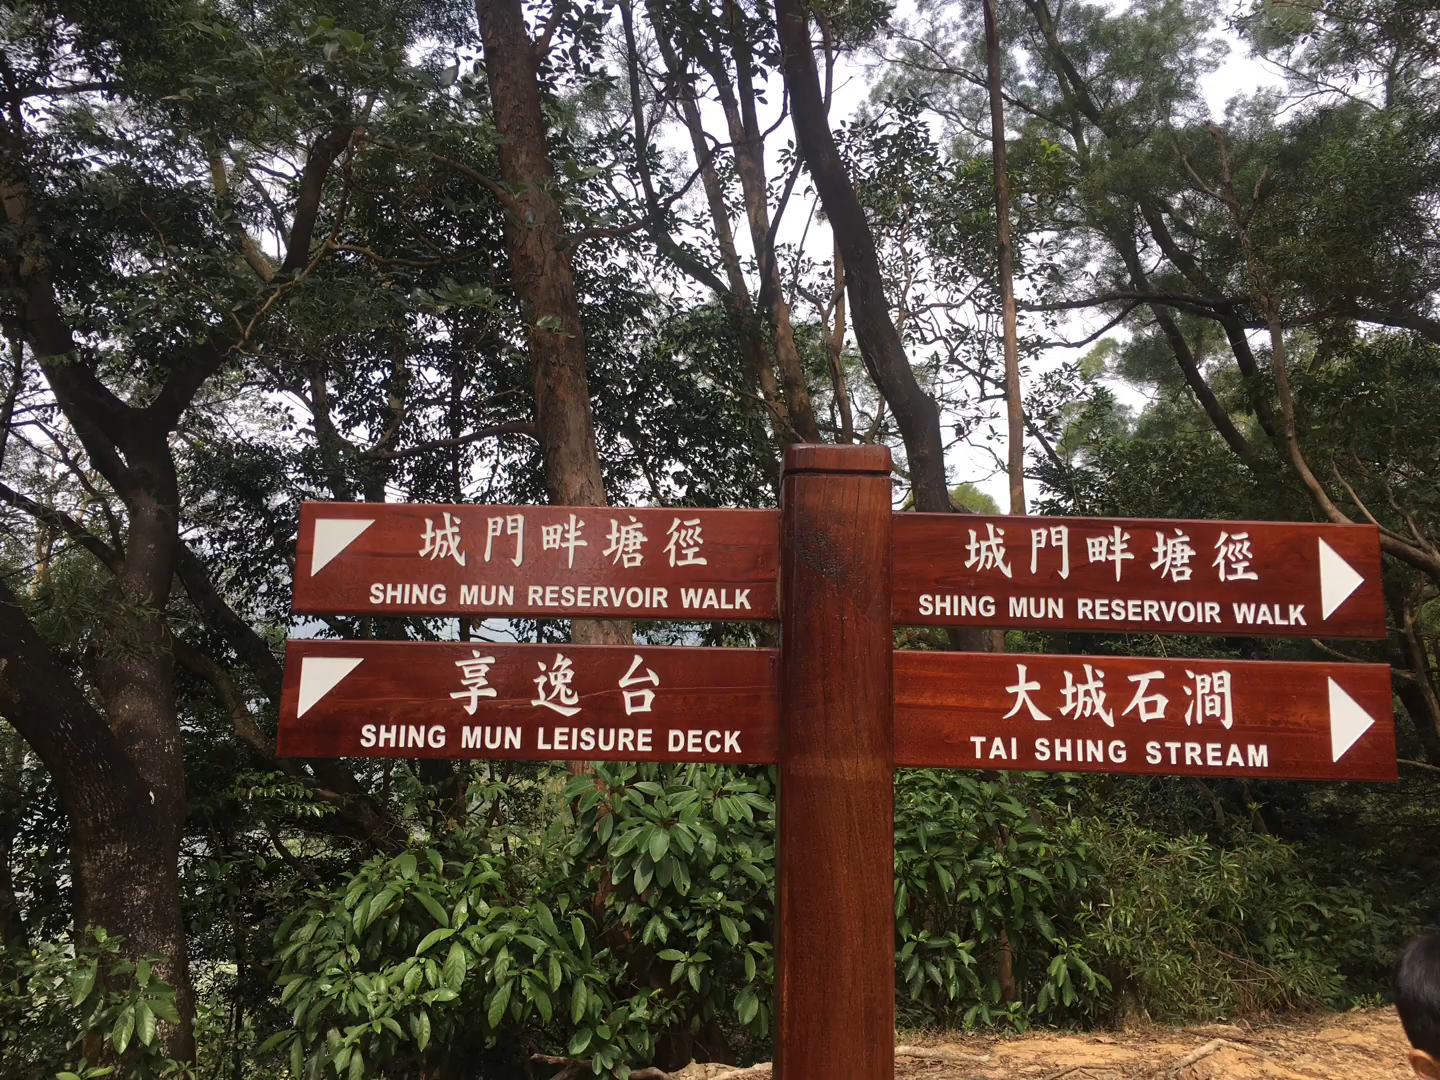 城門畔塘徑
SHING MUN RESERVOIR WALK
享逸台
SHING MUN LEISURE DECK
城門畔塘徑
SHING MUN RESERVOIR WALK
大城石澗
TAI SHING STREAM